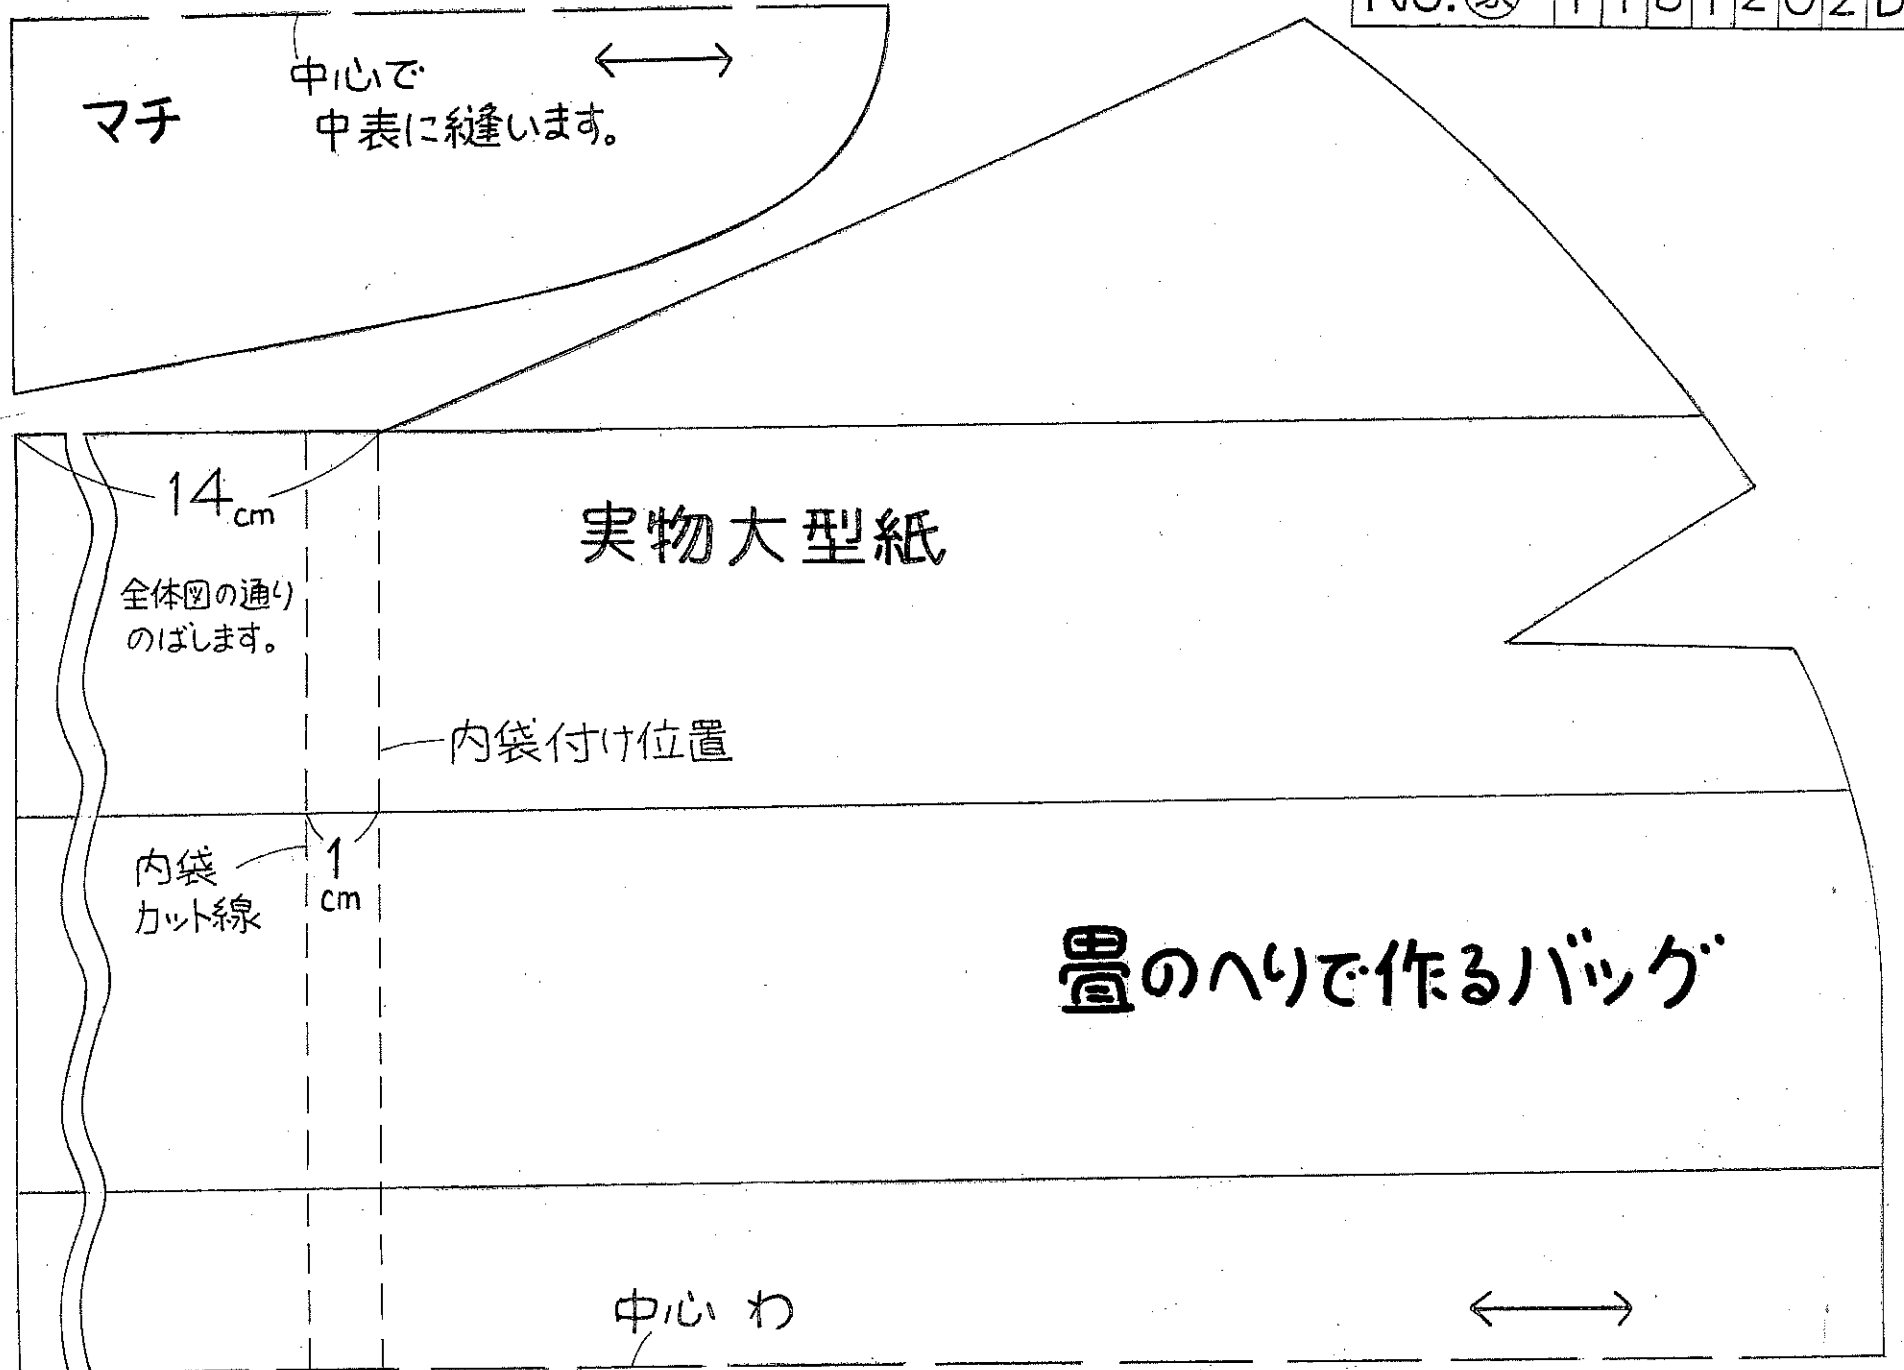 中心で
中表に縫います。
マチ
14cm
実物大型紙
全体図の通り
のばします。
内袋付け位置
内袋
カット線
1
cm
畳のへりで作るバッグ
中心 わ